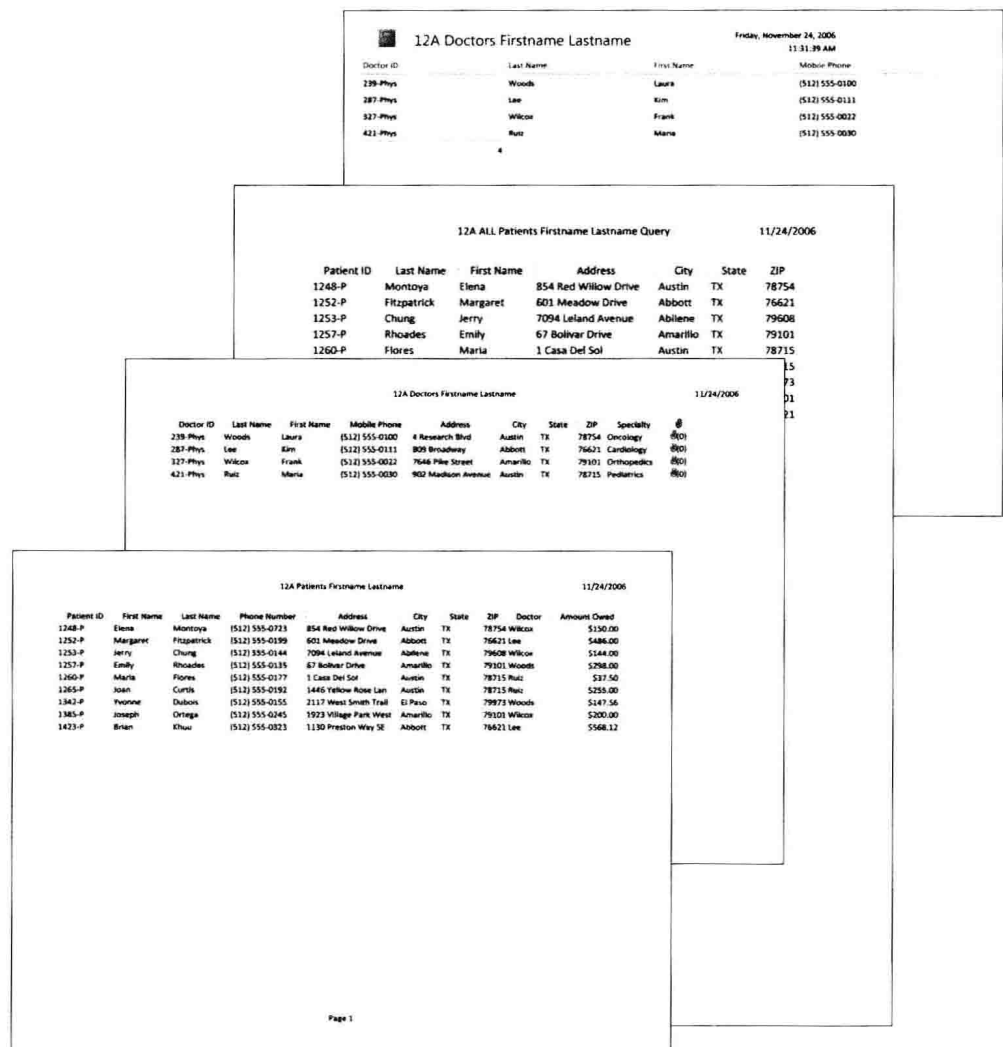 12A Doctors Firstname Lastname
Friday, November 24, 2006
11:31:39 AM
Doctor ID Last Name First Name Mobile Phone
239-Phys Woods Laura (512) 555-0100
287-Phys Lee Kim (512) 555-0111
327-Phys Wilcox Frank (512) 555-0022
421-Phys Ruiz Maria (512) 555-0030
4
12A ALL Patients Firstname Lastname Query 11/24/2006
Patient ID Last Name First Name Address City State ZIP
1248-P Montoya Elena 854 Red Willow Drive Austin TX 78754
1252-P Fitzpatrick Margaret 601 Meadow Drive Abbott TX 76621
1253-P Chung Jerry 7094 Leland Avenue Abilene TX 79608
1257-P Rhoades Emily 67 Bolivar Drive Amarillo TX 79101
1260-P Flores Maria 1 Casa Del Sol Austin TX 78715
15
73
01
21
12A Doctors Firstname Lastname 11/24/2006
Doctor ID Last Name First Name Mobile Phone Address City State ZIP Specialty
239-Phys Woods Laura (512) 555-0100 4 Research Blvd Austin TX 78754 Oncology (0)
287-Phys Lee Kim (512) 555-0111 809 Broadway Abbott TX 76621 Cardiology (0)
327-Phys Wilcox Frank (512) 555-0022 7646 Pike Street Amarillo TX 79101 Orthopedics (0)
421-Phys Ruiz Maria (512) 555-0030 902 Madison Avenue Austin TX 78715 Pediatrics (0)
12A Patients Firstname Lastname 11/24/2006
Patient ID First Name Last Name Phone Number Address City State ZIP Doctor Amount Owed
1248-P Elena Montoya (512) 555-0723 854 Red Willow Drive Austin TX 78754 Wilcox $150.00
1252-P Margaret Fitzpatrick (512) 555-0199 601 Meadow Drive Abbott TX 76621 Lee $486.00
1253-P Jerry Chung (512) 555-0144 7094 Leland Avenue Abilene TX 79608 Wilcox $144.00
1257-P Emily Rhoades (512) 555-0135 67 Bolivar Drive Amarillo TX 79101 Woods $298.00
1260-P Maria Flores (512) 555-0177 1 Casa Del Sol Austin TX 78715 Ruiz $37.50
1265-P Joan Curtis (512) 555-0192 1446 Yellow Rose Lan Austin TX 78715 Ruiz $255.00
1342-P Yvonne Dubois (512) 555-0155 2117 West Smith Trail El Paso TX 79973 Woods $147.56
1385-P Joseph Ortega (512) 555-0245 1923 Village Park West Amarillo TX 79101 Wilcox $200.00
1423-P Brian Khuu (512) 555-0323 1130 Preston Way SE Abbott TX 76621 Lee $568.12
Page 1